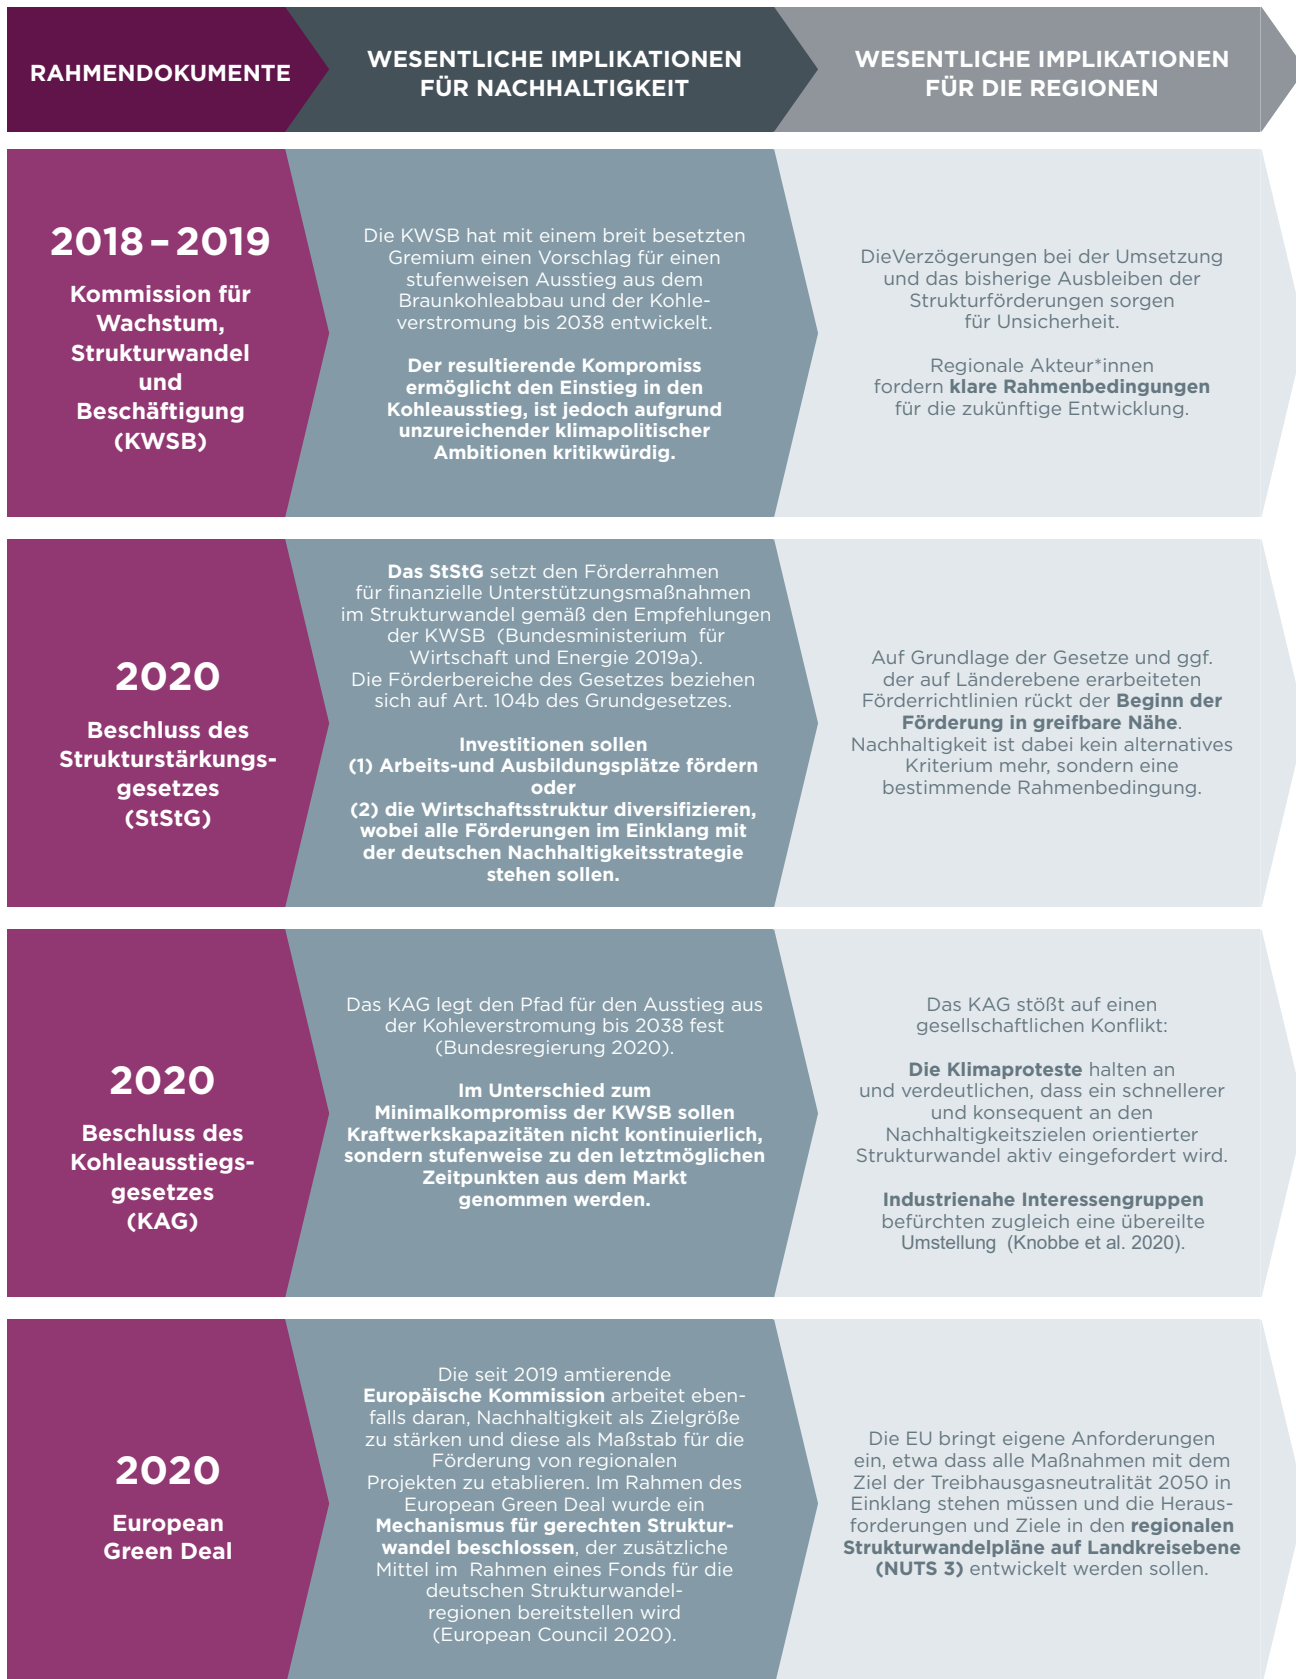 RAHMENDOKUMENTE
WESENTLICHE IMPLIKATIONEN
FÜR NACHHALTIGKEIT
WESENTLICHE IMPLIKATIONEN
FÜR DIE REGIONEN
2018 – 2019
Kommission für
Wachstum,
Strukturwandel
und
Beschäftigung
(KWSB)
Die KWSB hat mit einem breit besetzten
Gremium einen Vorschlag für einen
stufenweisen Ausstieg aus dem
Braunkohleabbau und der Kohle-
verstromung bis 2038 entwickelt.
Der resultierende Kompromiss
ermöglicht den Einstieg in den
Kohleausstieg, ist jedoch aufgrund
unzureichender klimapolitischer
Ambitionen kritikwürdig.
DieVerzögerungen bei der Umsetzung
und das bisherige Ausbleiben der
Strukturförderungen sorgen
für Unsicherheit.
Regionale Akteur*innen
fordern klare Rahmenbedingungen
für die zukünftige Entwicklung.
2020
Beschluss des
Strukturstärkungs-
gesetzes
(StStG)
Das StStG setzt den Förderrahmen
für finanzielle Unterstützungsmaßnahmen
im Strukturwandel gemäß den Empfehlungen
der KWSB  (Bundesministerium  für
Wirtschaft und Energie 2019a).
Die Förderbereiche des Gesetzes beziehen
sich auf Art. 104b des Grundgesetzes.
Investitionen sollen
(1) Arbeits-und Ausbildungsplätze fördern
oder
(2) die Wirtschaftsstruktur diversifizieren,
wobei alle Förderungen im Einklang mit
der deutschen Nachhaltigkeitsstrategie
stehen sollen.
Auf Grundlage der Gesetze und ggf.
der auf Länderebene erarbeiteten
Förderrichtlinien rückt der Beginn der
Förderung in greifbare Nähe.
Nachhaltigkeit ist dabei kein alternatives
Kriterium mehr, sondern eine
bestimmende Rahmenbedingung.
2020
Beschluss des
Kohleausstiegs-
gesetzes
(KAG)
Das KAG legt den Pfad für den Ausstieg aus
der Kohleverstromung bis 2038 fest
(Bundesregierung 2020).
Im Unterschied zum
Minimalkompromiss der KWSB sollen
Kraftwerkskapazitäten nicht kontinuierlich,
sondern stufenweise zu den letztmöglichen
Zeitpunkten aus dem Markt
genommen werden.
Das KAG stößt auf einen
gesellschaftlichen Konflikt:
Die Klimaproteste halten an
und verdeutlichen, dass ein schnellerer
und konsequent an den
Nachhaltigkeitszielen orientierter
Strukturwandel aktiv eingefordert wird.
Industrienahe Interessengruppen
befürchten zugleich eine übereilte
Umstellung  (Knobbe et al. 2020).
2020
European
Green Deal
Die seit 2019 amtierende
Europäische Kommission arbeitet eben-
falls daran, Nachhaltigkeit als Zielgröße
zu stärken und diese als Maßstab für die
Förderung von regionalen
Projekten zu etablieren. Im Rahmen des
European Green Deal wurde ein
Mechanismus für gerechten Struktur-
wandel beschlossen, der zusätzliche
Mittel im  Rahmen eines Fonds für die
deutschen Strukturwandel-
regionen bereitstellen wird
(European Council 2020).
Die EU bringt eigene Anforderungen
ein, etwa dass alle Maßnahmen mit dem
Ziel der Treibhausgasneutralität 2050 in
Einklang stehen müssen und die Heraus-
forderungen und Ziele in den regionalen
Strukturwandelpläne auf Landkreisebene
(NUTS 3) entwickelt werden sollen.